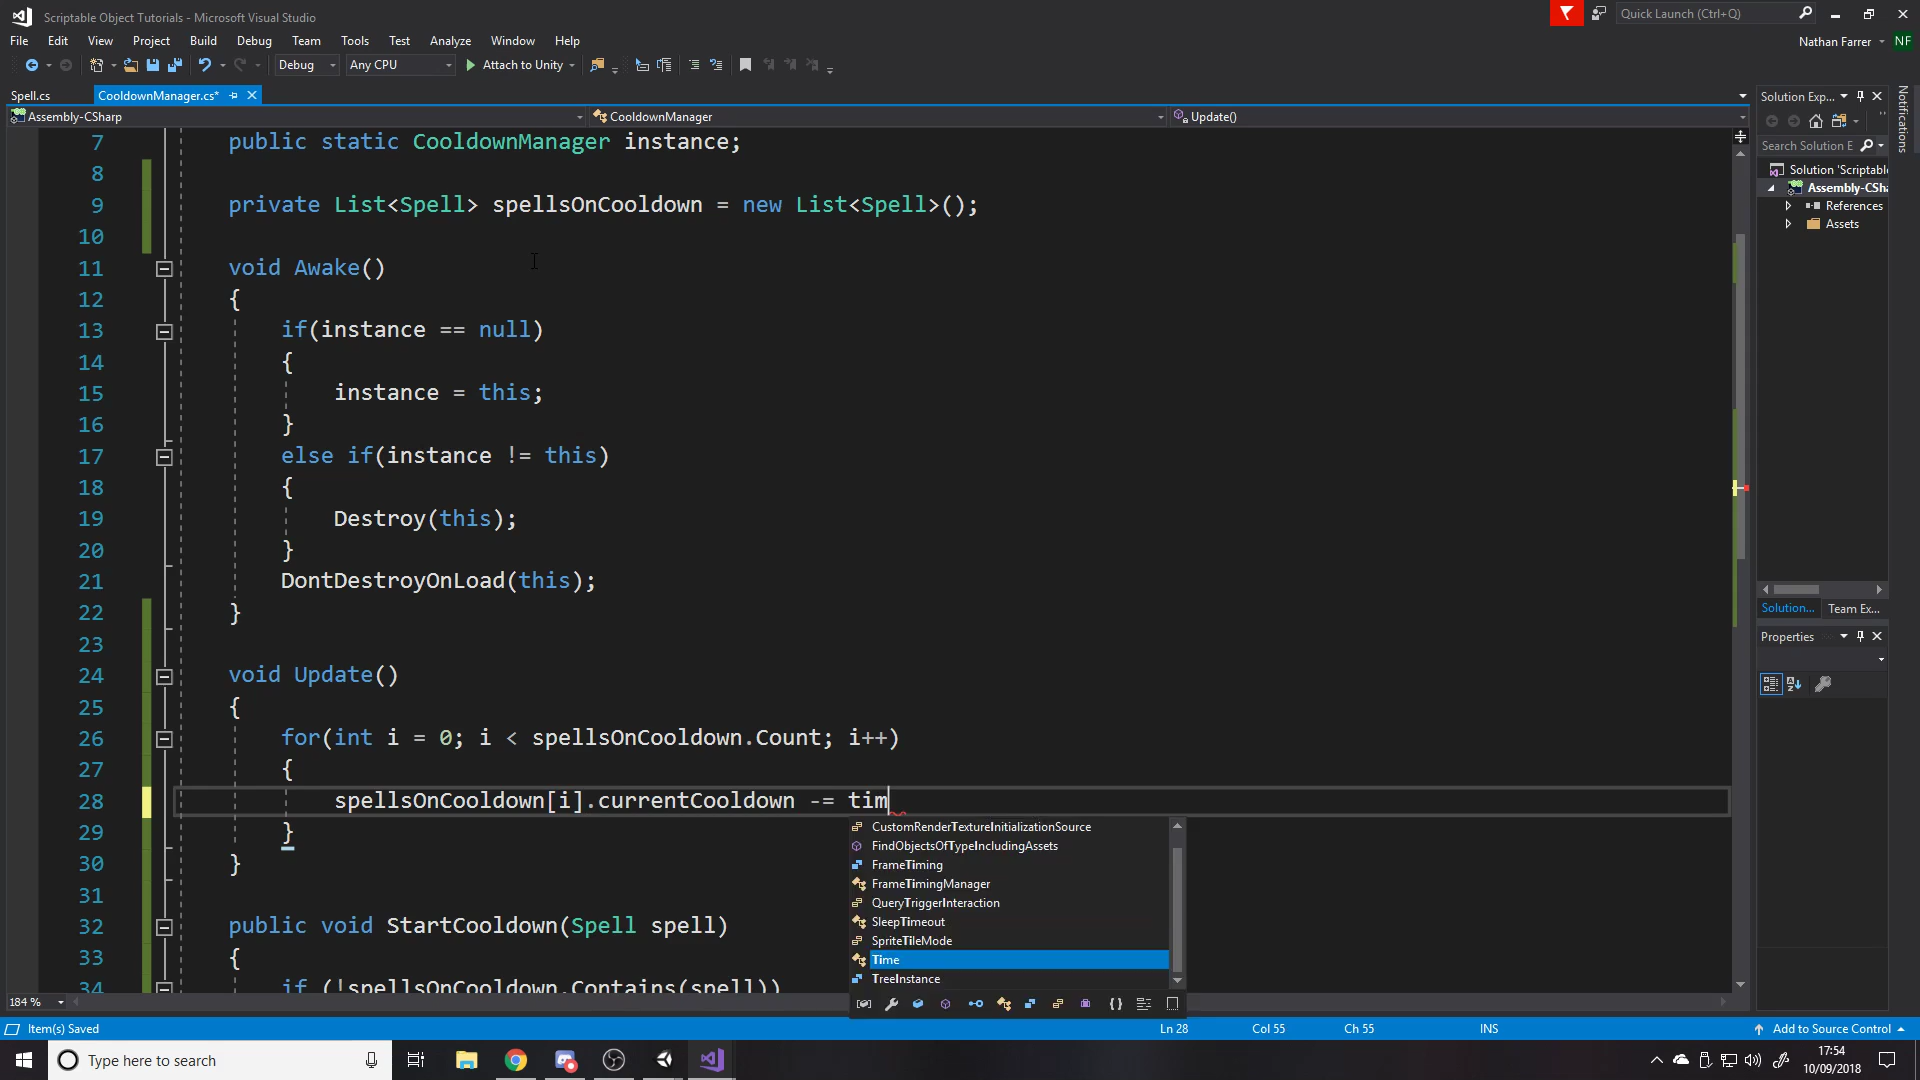 Scriptable Object Tutorials - Microsoft Visual Studio
Quick Launch (Ctrl+Q)
File Edit View Project Build Debug Team Tools Test Analyze Window Help
Nathan Farrer NF
Debug Any CPU Attach to Unity
Spell.cs CooldownManager.cs*
Assembly-CSharp CooldownManager Update()
7 public static CooldownManager instance;
8
9 private List<Spell> spellsOnCooldown = new List<Spell>();
10
11 void Awake()
12 {
13 if(instance == null)
14 {
15 instance = this;
16 }
17 else if(instance != this)
18 {
19 Destroy(this);
20 }
21 DontDestroyOnLoad(this);
22 }
23
24 void Update()
25 {
26 for(int i = 0; i < spellsOnCooldown.Count; i++)
27 {
28 spellsOnCooldown[i].currentCooldown -= tim
29 }
30 }
31
32 public void StartCooldown(Spell spell)
33 {
34 if (!spellsOnCooldown.Contains(spell))
CustomRenderTextureInitializationSource
FindObjectsOfTypeIncludingAssets
FrameTiming
FrameTimingManager
QueryTriggerInteraction
SleepTimeout
SpriteTileMode
Time
TreeInstance
Solution Exp...
Search Solution E
Solution 'Scriptabl
Assembly-CSha
References
Assets
Solution... Team Ex...
Properties
Notifications
184 %
Item(s) Saved Ln 28 Col 55 Ch 55 INS Add to Source Control
Type here to search
17:54
10/09/2018